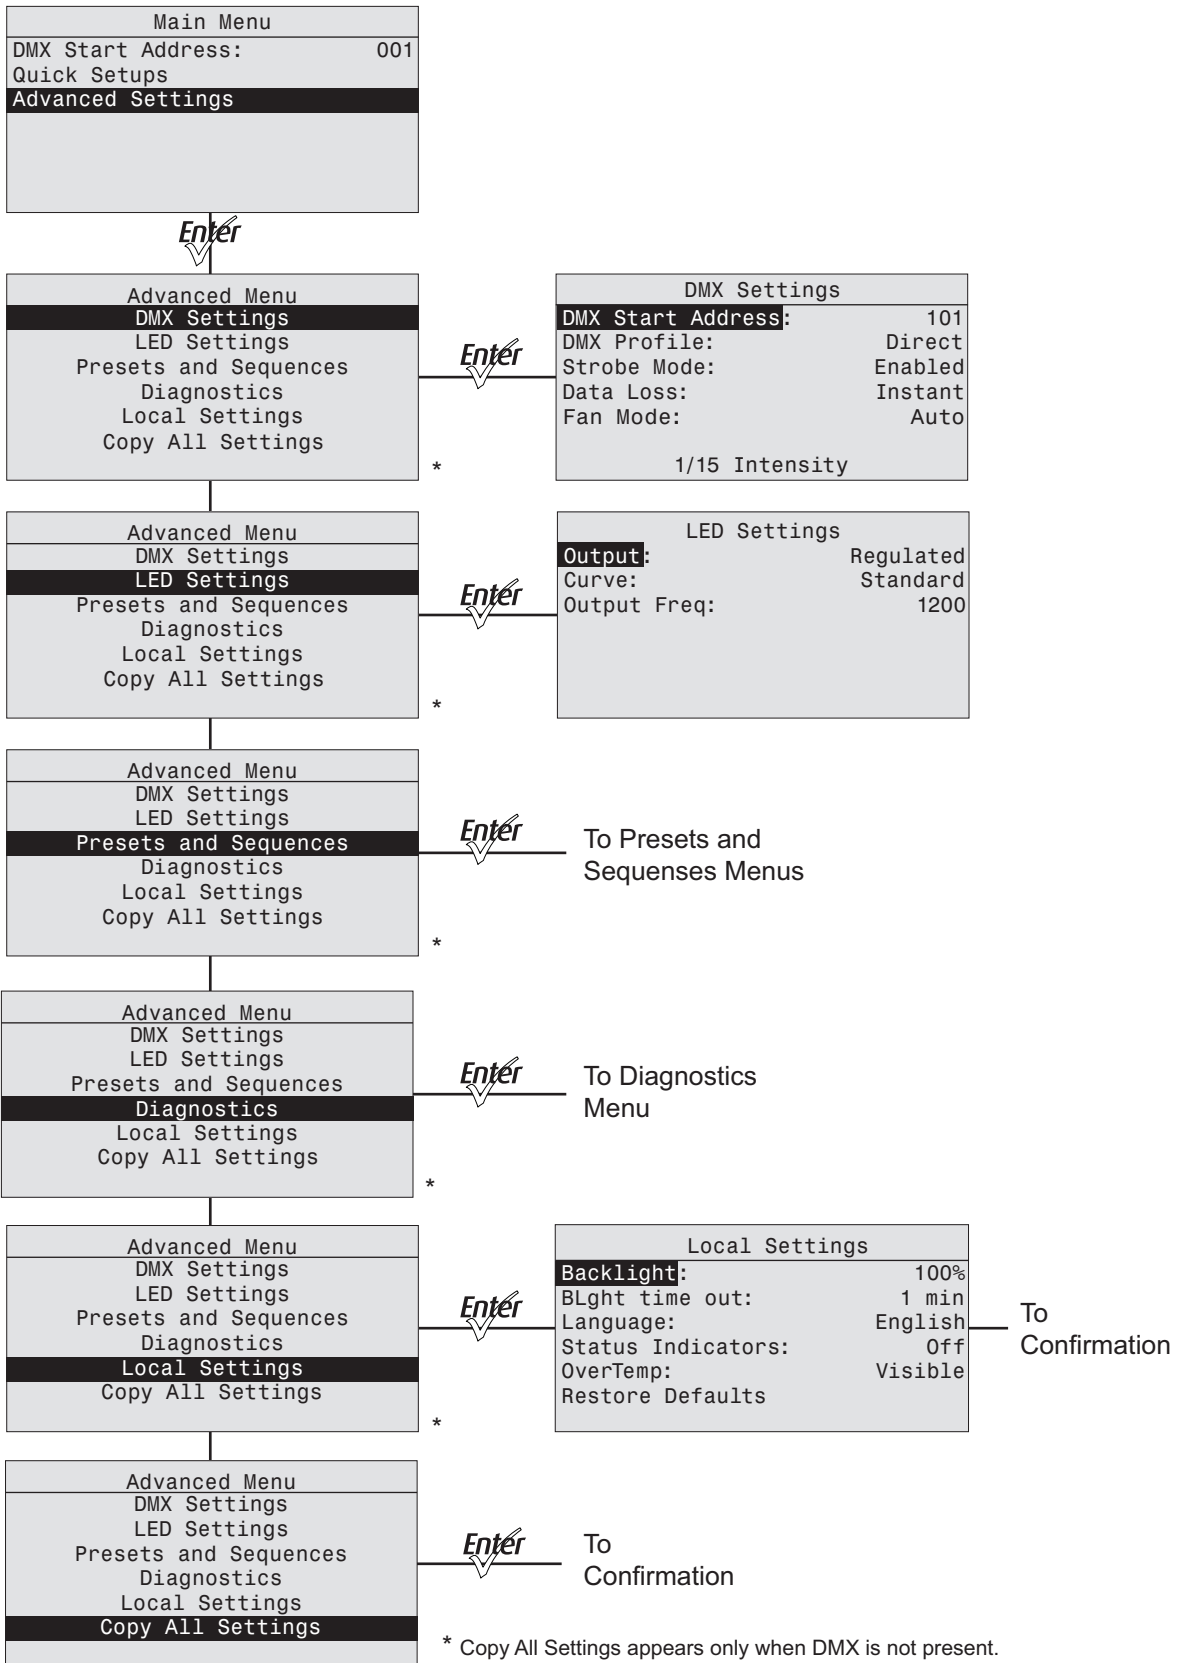 Main Menu
DMX Start Address: 001
Quick Setups
Advanced Settings
Enter
Advanced Menu
DMX Settings
LED Settings
Presets and Sequences
Diagnostics
Local Settings
Copy All Settings
*
Enter
DMX Settings
DMX Start Address: 101
DMX Profile: Direct
Strobe Mode: Enabled
Data Loss: Instant
Fan Mode: Auto
1/15 Intensity
Advanced Menu
DMX Settings
LED Settings
Presets and Sequences
Diagnostics
Local Settings
Copy All Settings
*
Enter
LED Settings
Output: Regulated
Curve: Standard
Output Freq: 1200
Advanced Menu
DMX Settings
LED Settings
Presets and Sequences
Diagnostics
Local Settings
Copy All Settings
*
Enter
To Presets and
Sequenses Menus
Advanced Menu
DMX Settings
LED Settings
Presets and Sequences
Diagnostics
Local Settings
Copy All Settings
*
Enter
To Diagnostics
Menu
Advanced Menu
DMX Settings
LED Settings
Presets and Sequences
Diagnostics
Local Settings
Copy All Settings
*
Enter
Local Settings
Backlight: 100%
BLght time out: 1 min
Language: English
Status Indicators: Off
OverTemp: Visible
Restore Defaults
To
Confirmation
Advanced Menu
DMX Settings
LED Settings
Presets and Sequences
Diagnostics
Local Settings
Copy All Settings
Enter
To
Confirmation
* Copy All Settings appears only when DMX is not present.